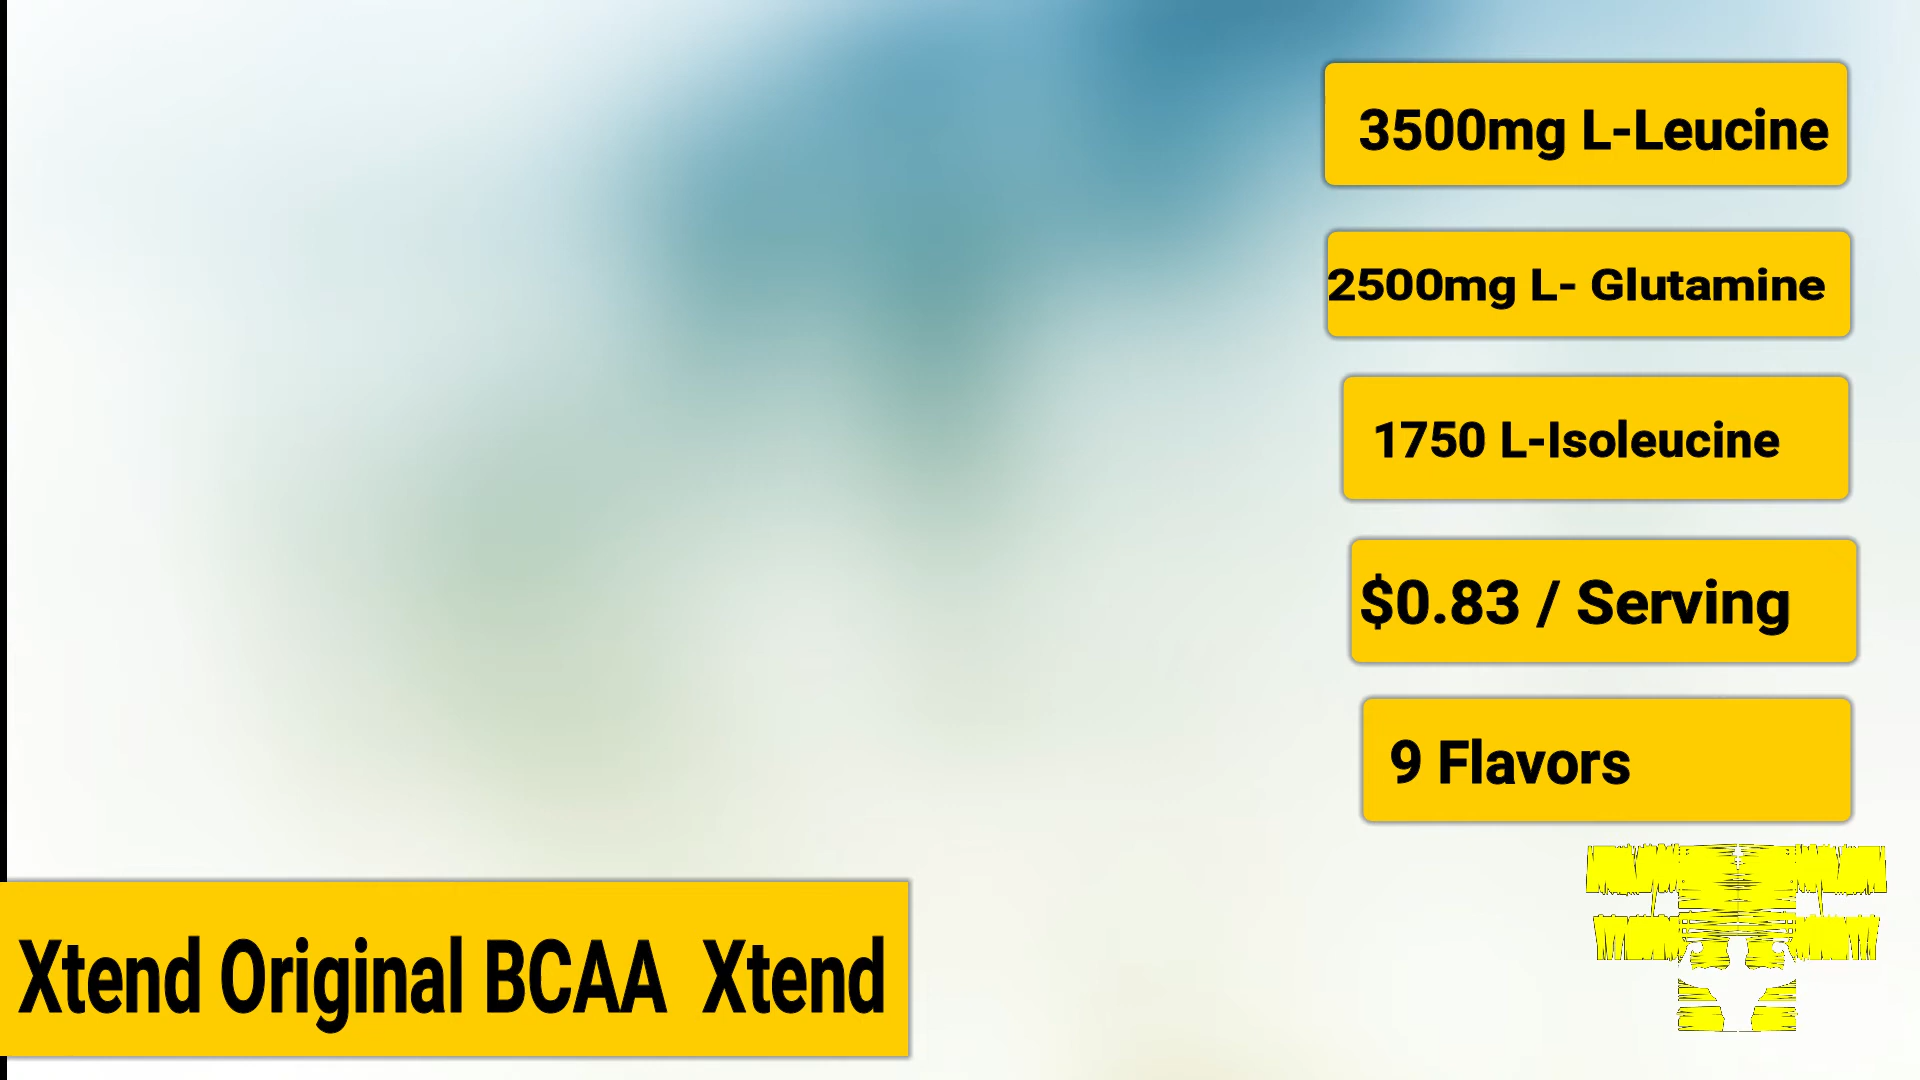 3500mg L-Leucine
2500mg L- Glutamine
1750 L-Isoleucine
$0.83 / Serving
9 Flavors
Xtend Original BCAA  Xtend